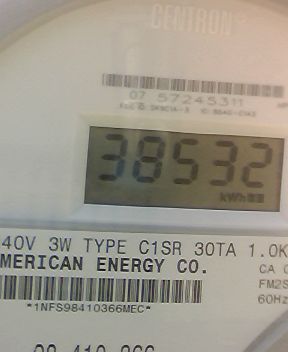 CENTRON®
07 57245311
38532
kWh
40V 3W TYPE C1SR 30TA 1.0K
MERICAN ENERGY CO. CA
FM2S
60Hz
*1NFS98410366MEC*